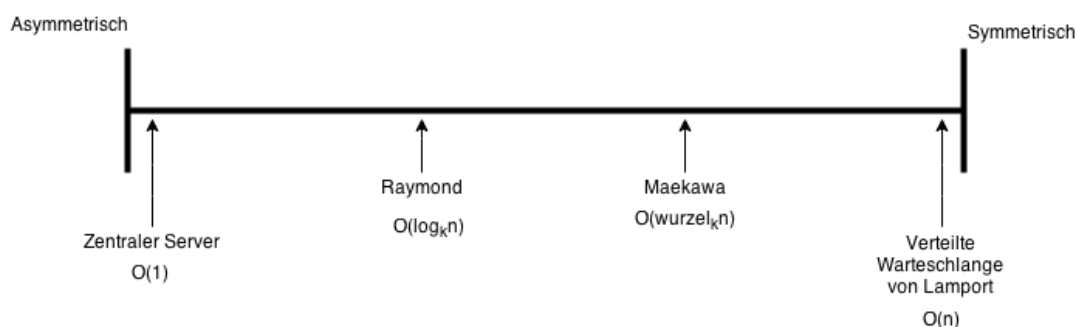 Asymmetrisch
Symmetrisch
Raymond
O(logkn)
Maekawa
O(wurzelkn)
Zentraler Server
O(1)
Verteilte
Warteschlange
von Lamport
O(n)